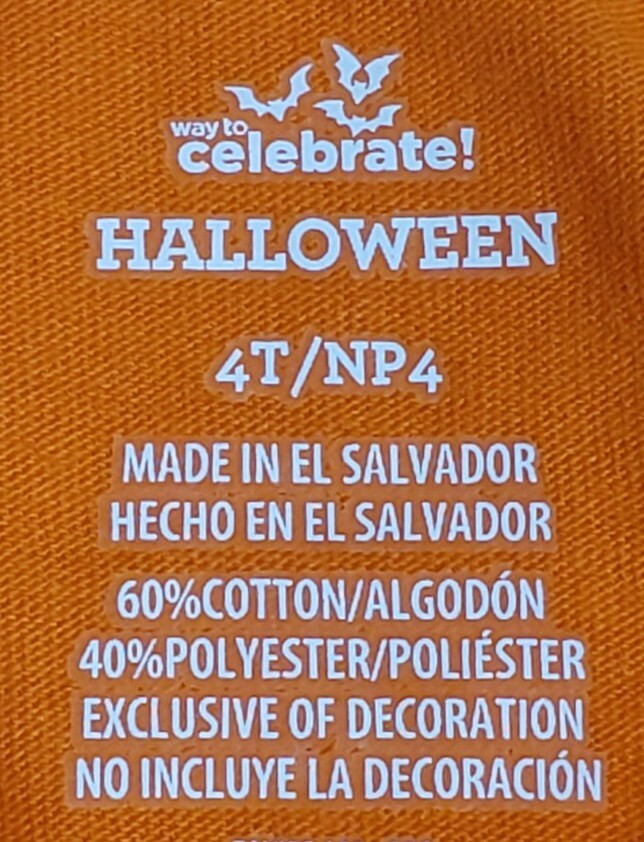 way to
celebrate!
HALLOWEEN
4T/NP4
MADE IN EL SALVADOR
HECHO EN EL SALVADOR
60%COTTON/ALGODÓN
40%POLYESTER/POLIÉSTER
EXCLUSIVE OF DECORATION
NO INCLUYE LA DECORACIÓN